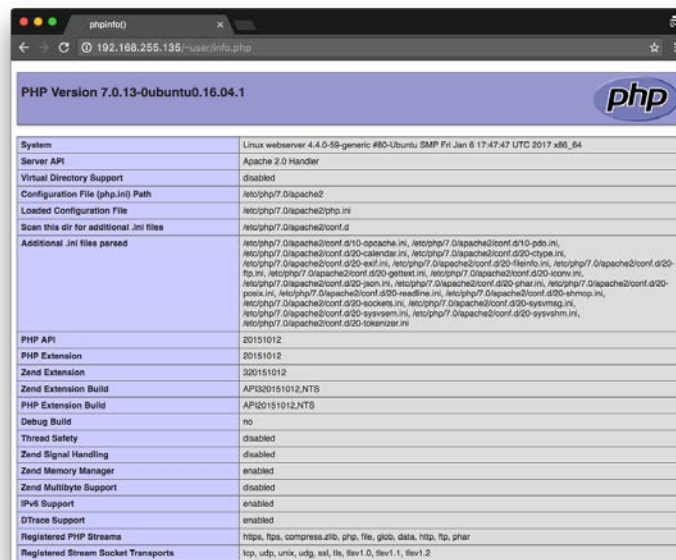 phpinfo()
192.168.255.135/~user/info.php
PHP Version 7.0.13-0ubuntu0.16.04.1
php
System Linux webserver 4.4.0-59-generic #80-Ubuntu SMP Fri Jan 6 17:47:47 UTC 2017 x86_64
Server API Apache 2.0 Handler
Virtual Directory Support disabled
Configuration File (php.ini) Path /etc/php/7.0/apache2
Loaded Configuration File /etc/php/7.0/apache2/php.ini
Scan this dir for additional .ini files /etc/php/7.0/apache2/conf.d
Additional .ini files parsed /etc/php/7.0/apache2/conf.d/10-opcache.ini, /etc/php/7.0/apache2/conf.d/10-pdo.ini,
/etc/php/7.0/apache2/conf.d/20-calendar.ini, /etc/php/7.0/apache2/conf.d/20-ctype.ini,
/etc/php/7.0/apache2/conf.d/20-exif.ini, /etc/php/7.0/apache2/conf.d/20-fileinfo.ini, /etc/php/7.0/apache2/conf.d/20-
ftp.ini, /etc/php/7.0/apache2/conf.d/20-gettext.ini, /etc/php/7.0/apache2/conf.d/20-iconv.ini,
/etc/php/7.0/apache2/conf.d/20-json.ini, /etc/php/7.0/apache2/conf.d/20-phar.ini, /etc/php/7.0/apache2/conf.d/20-
posix.ini, /etc/php/7.0/apache2/conf.d/20-readline.ini, /etc/php/7.0/apache2/conf.d/20-shmop.ini,
/etc/php/7.0/apache2/conf.d/20-sockets.ini, /etc/php/7.0/apache2/conf.d/20-sysvmsg.ini,
/etc/php/7.0/apache2/conf.d/20-sysvsem.ini, /etc/php/7.0/apache2/conf.d/20-sysvshm.ini,
/etc/php/7.0/apache2/conf.d/20-tokenizer.ini
PHP API 20151012
PHP Extension 20151012
Zend Extension 320151012
Zend Extension Build API320151012,NTS
PHP Extension Build API20151012,NTS
Debug Build no
Thread Safety disabled
Zend Signal Handling disabled
Zend Memory Manager enabled
Zend Multibyte Support disabled
IPv6 Support enabled
DTrace Support enabled
Registered PHP Streams https, ftps, compress.zlib, php, file, glob, data, http, ftp, phar
Registered Stream Socket Transports tcp, udp, unix, udg, ssl, tls, tlsv1.0, tlsv1.1, tlsv1.2